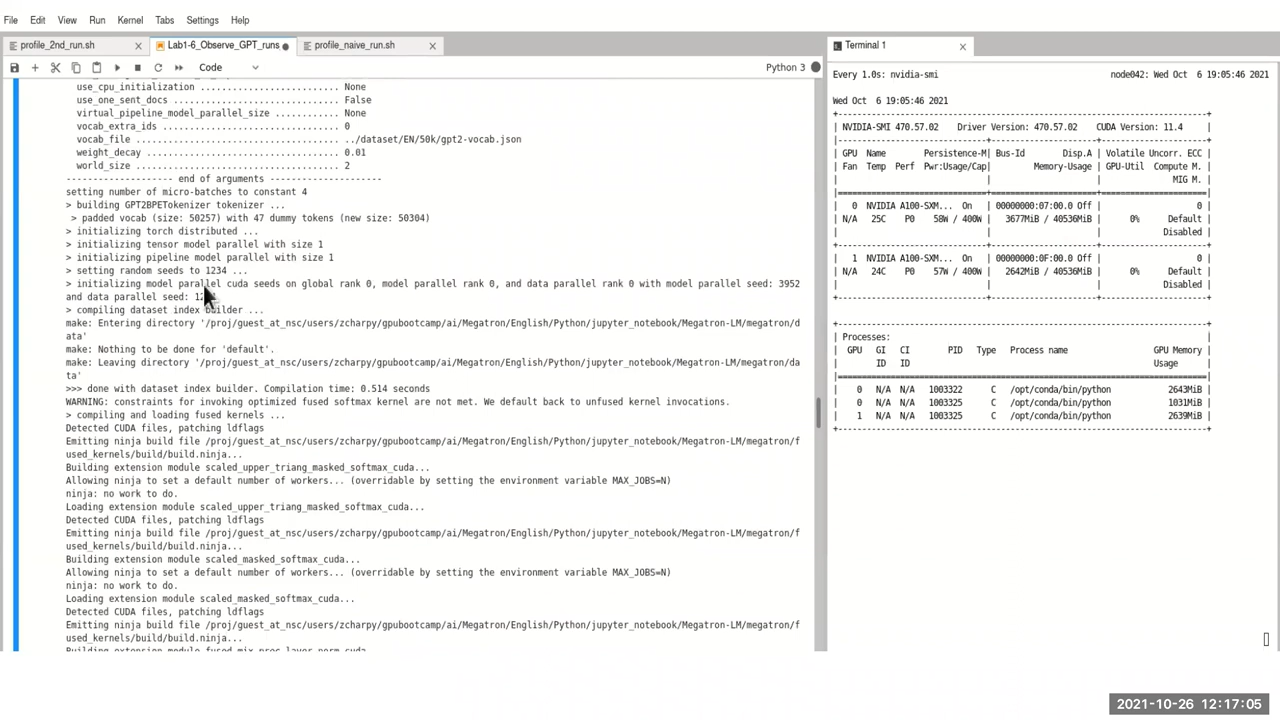 File Edit View Run Kernel Tabs Settings Help
profile_2nd_run.sh × Lab1-6_Observe_GPT_runs. ● profile_naive_run.sh ×
Code Python 3
use_cpu_initialization .......................... None
use_one_sent_docs ............................... False
virtual_pipeline_model_parallel_size ............ None
vocab_extra_ids ................................. 0
vocab_file ...................................... ../dataset/EN/50k/gpt2-vocab.json
weight_decay .................................... 0.01
world_size ...................................... 2
-------------------- end of arguments ---------------------
setting number of micro-batches to constant 4
> building GPT2BPETokenizer tokenizer ...
> padded vocab (size: 50257) with 47 dummy tokens (new size: 50304)
> initializing torch distributed ...
> initializing tensor model parallel with size 1
> initializing pipeline model parallel with size 1
> setting random seeds to 1234 ...
> initializing model parallel cuda seeds on global rank 0, model parallel rank 0, and data parallel rank 0 with model parallel seed: 3952
and data parallel seed:
> compiling dataset index builder ...
make: Entering directory '/proj/guest_at_nsc/users/zcharpy/gpubootcamp/ai/Megatron/English/Python/jupyter_notebook/Megatron-LM/megatron/d
ata'
make: Nothing to be done for 'default'.
make: Leaving directory '/proj/guest_at_nsc/users/zcharpy/gpubootcamp/ai/Megatron/English/Python/jupyter_notebook/Megatron-LM/megatron/da
ta'
>>> done with dataset index builder. Compilation time: 0.514 seconds
WARNING: constraints for invoking optimized fused softmax kernel are not met. We default back to unfused kernel invocations.
> compiling and loading fused kernels ...
Detected CUDA files, patching ldflags
Emitting ninja build file /proj/guest_at_nsc/users/zcharpy/gpubootcamp/ai/Megatron/English/Python/jupyter_notebook/Megatron-LM/megatron/f
used_kernels/build/build.ninja...
Building extension module scaled_upper_triang_masked_softmax_cuda...
Allowing ninja to set a default number of workers... (overridable by setting the environment variable MAX_JOBS=N)
ninja: no work to do.
Loading extension module scaled_upper_triang_masked_softmax_cuda...
Detected CUDA files, patching ldflags
Emitting ninja build file /proj/guest_at_nsc/users/zcharpy/gpubootcamp/ai/Megatron/English/Python/jupyter_notebook/Megatron-LM/megatron/f
used_kernels/build/build.ninja...
Building extension module scaled_masked_softmax_cuda...
Allowing ninja to set a default number of workers... (overridable by setting the environment variable MAX_JOBS=N)
ninja: no work to do.
Loading extension module scaled_masked_softmax_cuda...
Detected CUDA files, patching ldflags
Emitting ninja build file /proj/guest_at_nsc/users/zcharpy/gpubootcamp/ai/Megatron/English/Python/jupyter_notebook/Megatron-LM/megatron/f
used_kernels/build/build.ninja...
Building extension module fused_mix_prec_layer_norm_cuda...
Terminal 1 ×
Every 1.0s: nvidia-smi node042: Wed Oct 6 19:05:46 2021
Wed Oct 6 19:05:46 2021
NVIDIA-SMI 470.57.02 Driver Version: 470.57.02 CUDA Version: 11.4
GPU Name Persistence-M| Bus-Id Disp.A | Volatile Uncorr. ECC
Fan Temp Perf Pwr:Usage/Cap| Memory-Usage | GPU-Util Compute M.
MIG M.
0 NVIDIA A100-SXM... On | 00000000:07:00.0 Off | 0
N/A 25C P0 58W / 400W | 3677MiB / 40536MiB | 0% Default
Disabled
1 NVIDIA A100-SXM... On | 00000000:0F:00.0 Off | 0
N/A 24C P0 57W / 400W | 2642MiB / 40536MiB | 0% Default
Disabled
Processes:
GPU GI CI PID Type Process name GPU Memory
ID ID Usage
0 N/A N/A 1003322 C /opt/conda/bin/python 2643MiB
0 N/A N/A 1003325 C /opt/conda/bin/python 1031MiB
1 N/A N/A 1003325 C /opt/conda/bin/python 2639MiB
2021-10-26 12:17:05